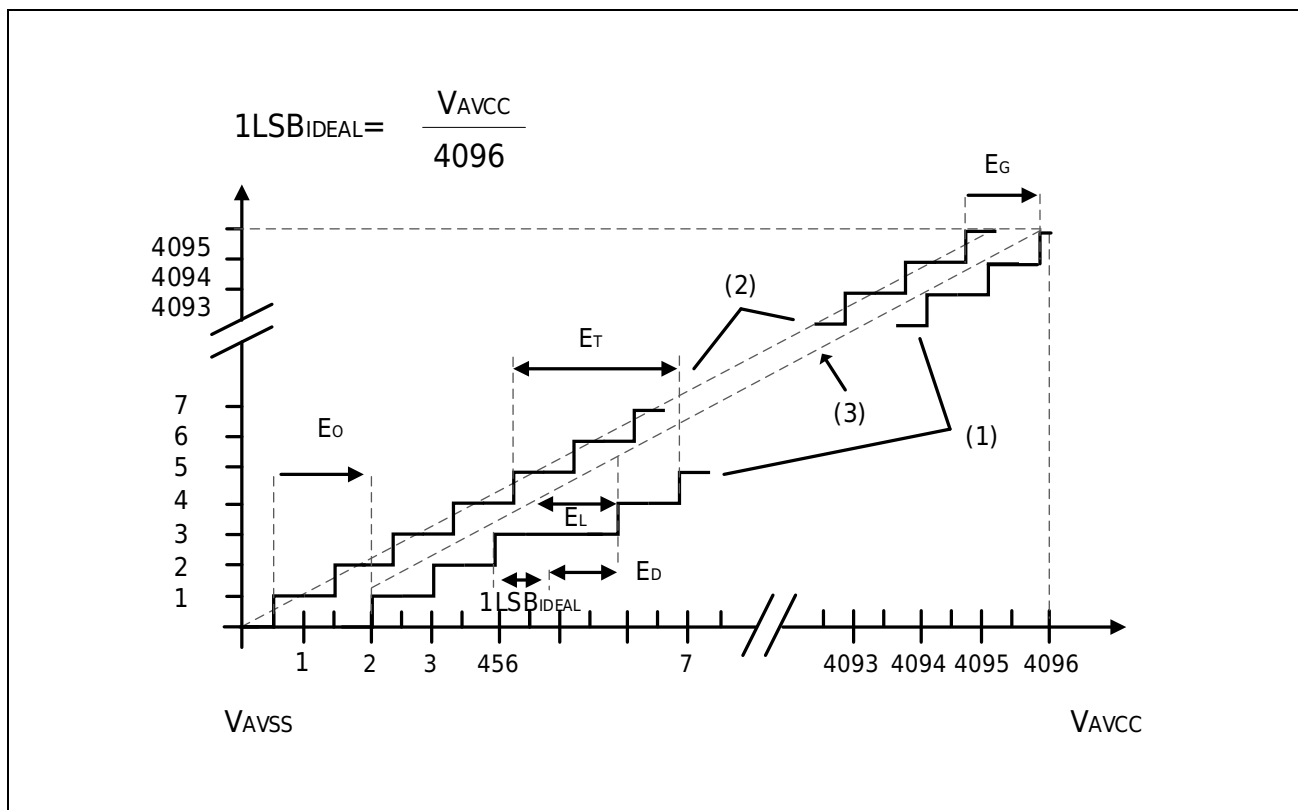 1LSBIDEAL= VAVCC
4096
EG
4095
4094
4093
(2)
ET
(3)
(1)
7
6
5
4
3
2
1
EO
EL
ED
1LSBIDEAL
1 2 3 456 7 4093 4094 4095 4096
VAVSS VAVCC